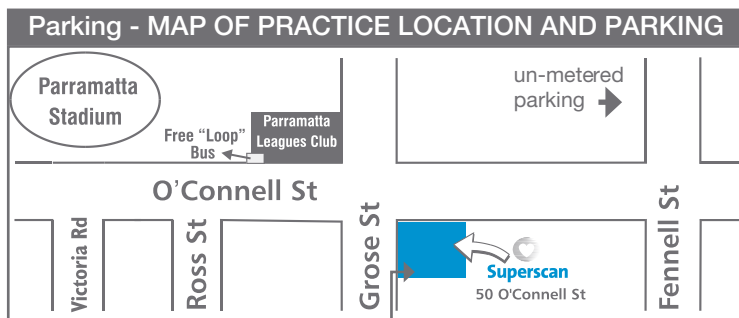 Parking - MAP OF PRACTICE LOCATION AND PARKING
Parramatta
Stadium
un-metered
parking
Parramatta
Leagues Club
Free “Loop”
Bus
O'Connell St
Victoria Rd
Ross St
Grose St
Fennell St
Superscan
50 O'Connell St